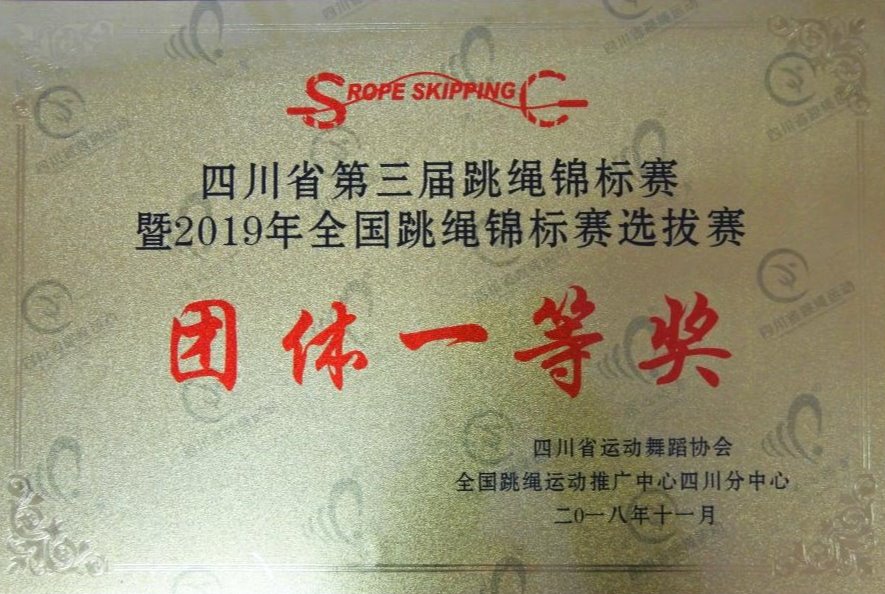 S ROPE SKIPPING C
四川省第三届跳绳锦标赛
暨2019年全国跳绳锦标赛选拔赛
团体一等奖
四川省运动舞蹈协会
全国跳绳运动推广中心四川分中心
二0一八年十一月